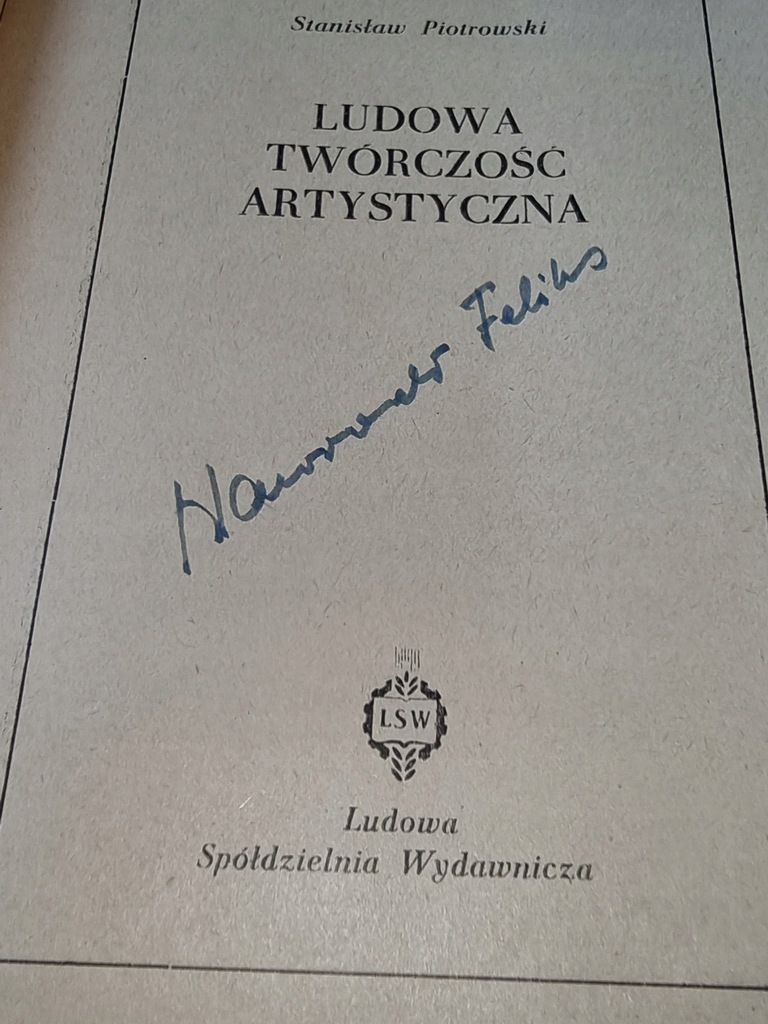 Stanisław Piotrowski
LUDOWA
TWÓRCZOŚĆ
ARTYSTYCZNA
Feliks
LSW
Ludowa
Spółdzielnia Wydawnicza